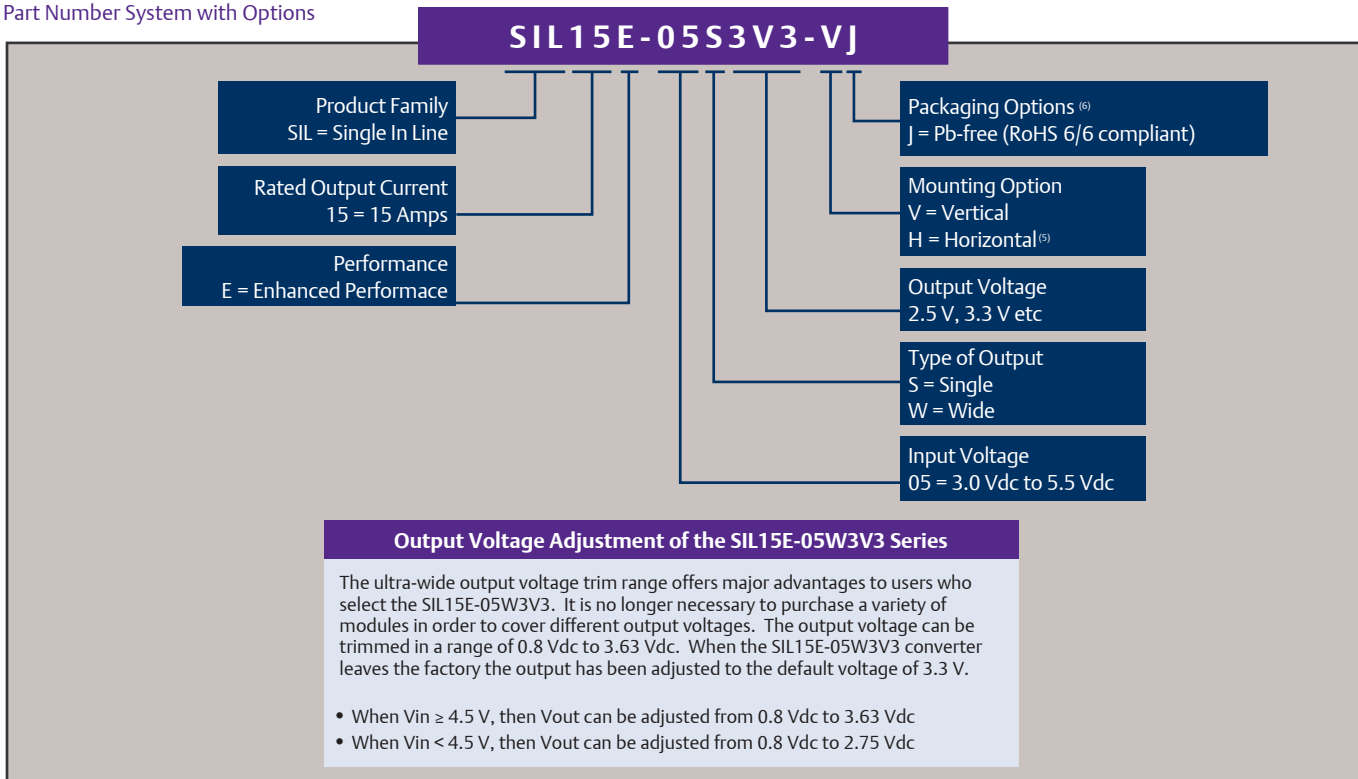 Part Number System with Options
SIL15E-05S3V3-VJ
Product Family
SIL = Single In Line
Rated Output Current
15 = 15 Amps
Performance
E = Enhanced Performace
Packaging Options (6)
J = Pb-free (RoHS 6/6 compliant)
Mounting Option
V = Vertical
H = Horizontal (5)
Output Voltage
2.5 V, 3.3 V etc
Type of Output
S = Single
W = Wide
Input Voltage
05 = 3.0 Vdc to 5.5 Vdc
Output Voltage Adjustment of the SIL15E-05W3V3 Series
The ultra-wide output voltage trim range offers major advantages to users who
select the SIL15E-05W3V3. It is no longer necessary to purchase a variety of
modules in order to cover different output voltages. The output voltage can be
trimmed in a range of 0.8 Vdc to 3.63 Vdc. When the SIL15E-05W3V3 converter
leaves the factory the output has been adjusted to the default voltage of 3.3 V.
• When Vin ≥ 4.5 V, then Vout can be adjusted from 0.8 Vdc to 3.63 Vdc
• When Vin < 4.5 V, then Vout can be adjusted from 0.8 Vdc to 2.75 Vdc